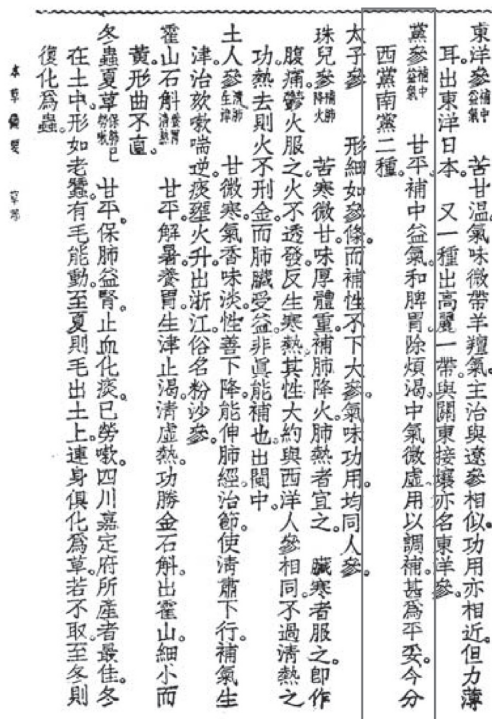 東洋參補中益氣　苦甘溫氣味微帶羊羶氣。主治與遼參相似。功用亦相近。但力薄
耳出東洋日本。　又一種出高麗一帶。與關東接壤亦名東洋參。
黨參補中益氣　甘平補中益氣。和脾胃除煩渴。中氣微虛。用以調補。甚爲平妥。今分
西黨南黨二種。
太子參　形細如參條。而補性不下大參。氣味功用均同人參。
珠兒參補肺降火　苦寒微甘味厚體重。補肺降火。肺熱者宜之。　臟寒者服之。卽作
腹痛。鬱火服之。火不透發。反生寒熱。其性大約與西洋人參相同。不過淸熱之
功。熱去則火不刑金。而肺臟受益。非眞能補也。出閩中。
土人參淸肺生津　甘微寒。氣香味淡。性善下降。能伸肺經治節。使淸肅下行。補氣生
津。治欬嗽喘逆。痰壅火升。出浙江。俗名粉沙參。
霍山石斛養胃淸熱　甘平。解暑養胃。生津止渴。淸虛熱。功勝金石斛。出霍山。細小而
黃。形曲不直。
冬蟲夏草保肺已勞嗽　甘平。保肺益腎。止血化痰。已勞嗽。四川嘉定府所產者最佳。冬
在土中。形如老蠶。有毛能動。至夏則毛出土上。連身俱化爲草。若不取。至冬則
復化爲蟲。
本草備要　草部